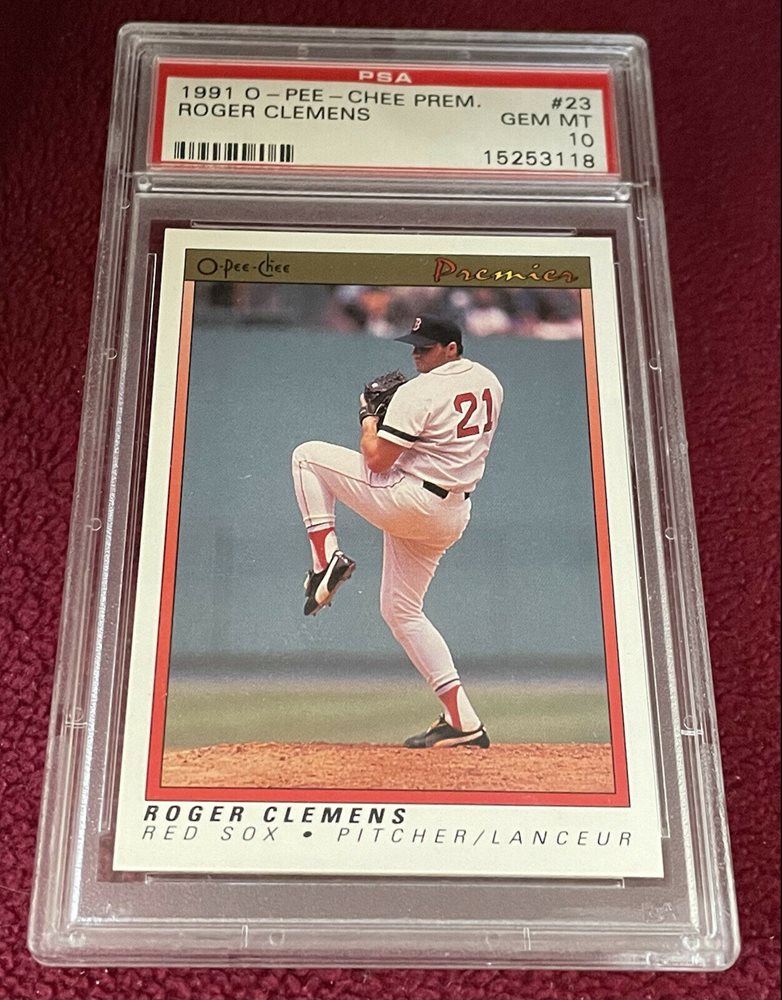 PSA
1991 O-PEE-CHEE PREM. #23
ROGER CLEMENS GEM MT
10
15253118
O-Pee-Chee Premier
B
21
ROGER CLEMENS
RED SOX • PITCHER/LANCEUR